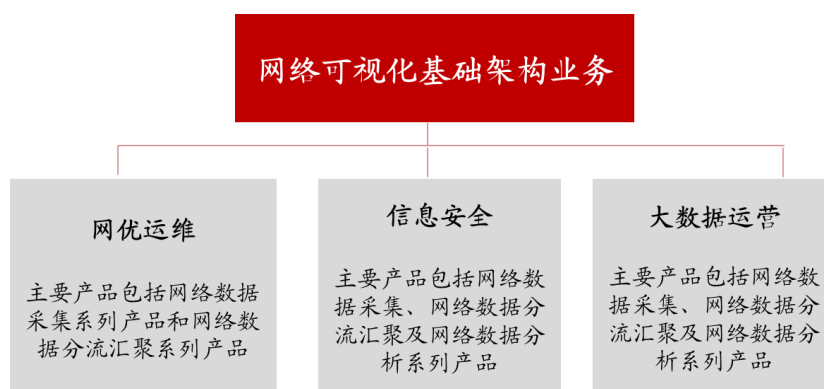 网络可视化基础架构业务
网优运维
主要产品包括网络数据
采集系列产品和网络数
据分流汇聚系列产品
信息安全
主要产品包括网络数
据采集、网络数据分
流汇聚及网络数据分
析系列产品
大数据运营
主要产品包括网络数
据采集、网络数据分
流汇聚及网络数据分
析系列产品